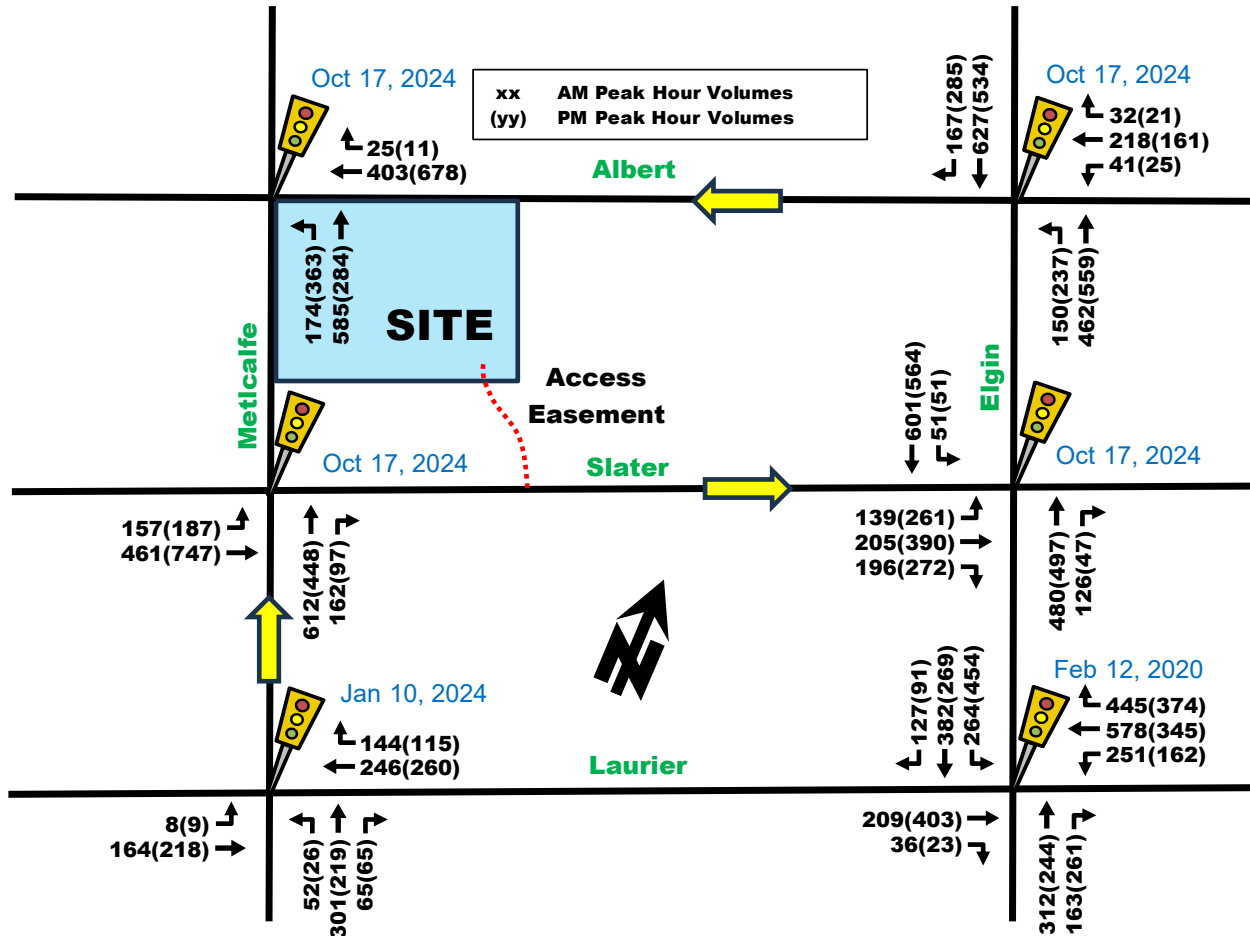 Oct 17, 2024
25(11)
403(678)
xx AM Peak Hour Volumes
(yy) PM Peak Hour Volumes
Albert
167(285)
627(534)
Oct 17, 2024
32(21)
218(161)
41(25)
174(363)
585(284)
SITE
150(237)
462(559)
Metlcalfe
Access
Easement
Elgin
601(564)
51(51)
Oct 17, 2024
Slater
Oct 17, 2024
157(187)
461(747)
612(448)
162(97)
139(261)
205(390)
196(272)
480(497)
126(47)
N
Jan 10, 2024
144(115)
246(260)
Laurier
127(91)
382(269)
264(454)
Feb 12, 2020
445(374)
578(345)
251(162)
8(9)
164(218)
52(26)
301(219)
65(65)
209(403)
36(23)
312(244)
163(261)